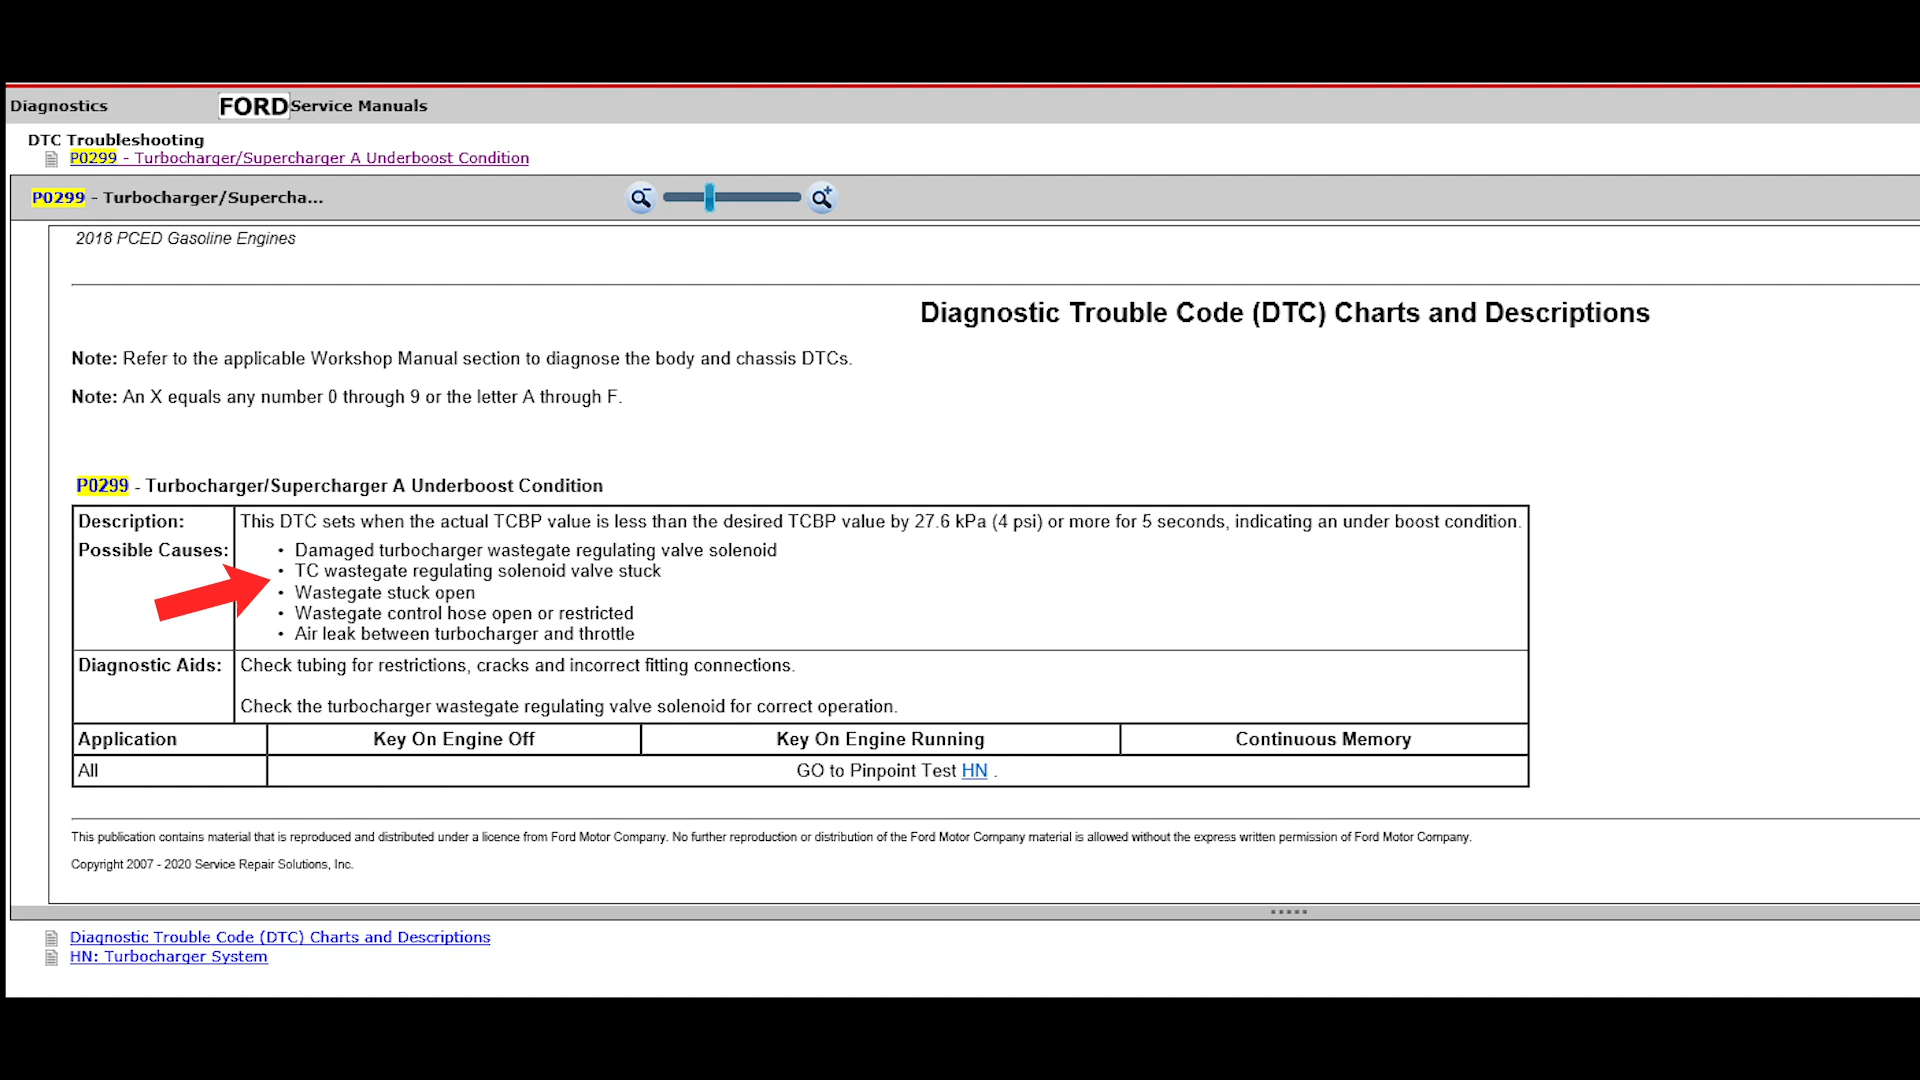 Diagnostics FORD Service Manuals
DTC Troubleshooting
P0299 - Turbocharger/Supercharger A Underboost Condition
P0299 - Turbocharger/Supercha...
2018 PCED Gasoline Engines
Diagnostic Trouble Code (DTC) Charts and Descriptions
Note: Refer to the applicable Workshop Manual section to diagnose the body and chassis DTCs.
Note: An X equals any number 0 through 9 or the letter A through F.
P0299 - Turbocharger/Supercharger A Underboost Condition
Description: This DTC sets when the actual TCBP value is less than the desired TCBP value by 27.6 kPa (4 psi) or more for 5 seconds, indicating an under boost condition.
Possible Causes: • Damaged turbocharger wastegate regulating valve solenoid
• TC wastegate regulating solenoid valve stuck
• Wastegate stuck open
• Wastegate control hose open or restricted
• Air leak between turbocharger and throttle
Diagnostic Aids: Check tubing for restrictions, cracks and incorrect fitting connections.
Check the turbocharger wastegate regulating valve solenoid for correct operation.
Application Key On Engine Off Key On Engine Running Continuous Memory
All GO to Pinpoint Test HN .
This publication contains material that is reproduced and distributed under a licence from Ford Motor Company. No further reproduction or distribution of the Ford Motor Company material is allowed without the express written permission of Ford Motor Company.
Copyright 2007 - 2020 Service Repair Solutions, Inc.
Diagnostic Trouble Code (DTC) Charts and Descriptions
HN: Turbocharger System